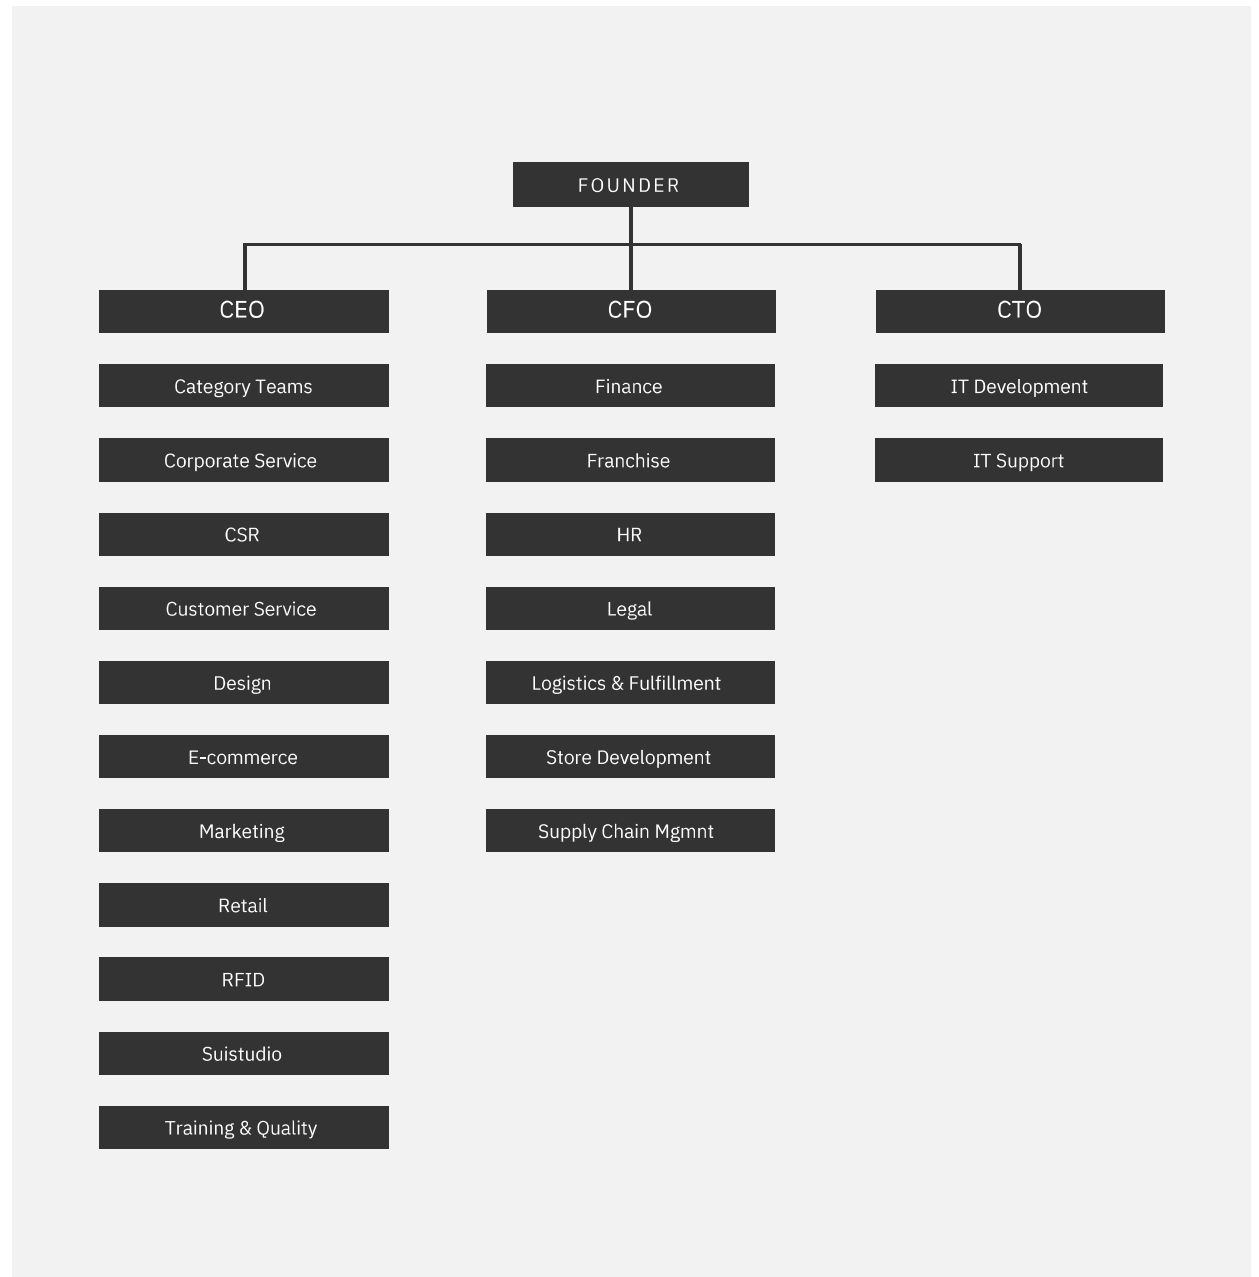 FOUNDER
CEO
Category Teams
Corporate Service
CSR
Customer Service
Design
E-commerce
Marketing
Retail
RFID
Suistudio
Training & Quality
CFO
Finance
Franchise
HR
Legal
Logistics & Fulfillment
Store Development
Supply Chain Mgmnt
CTO
IT Development
IT Support